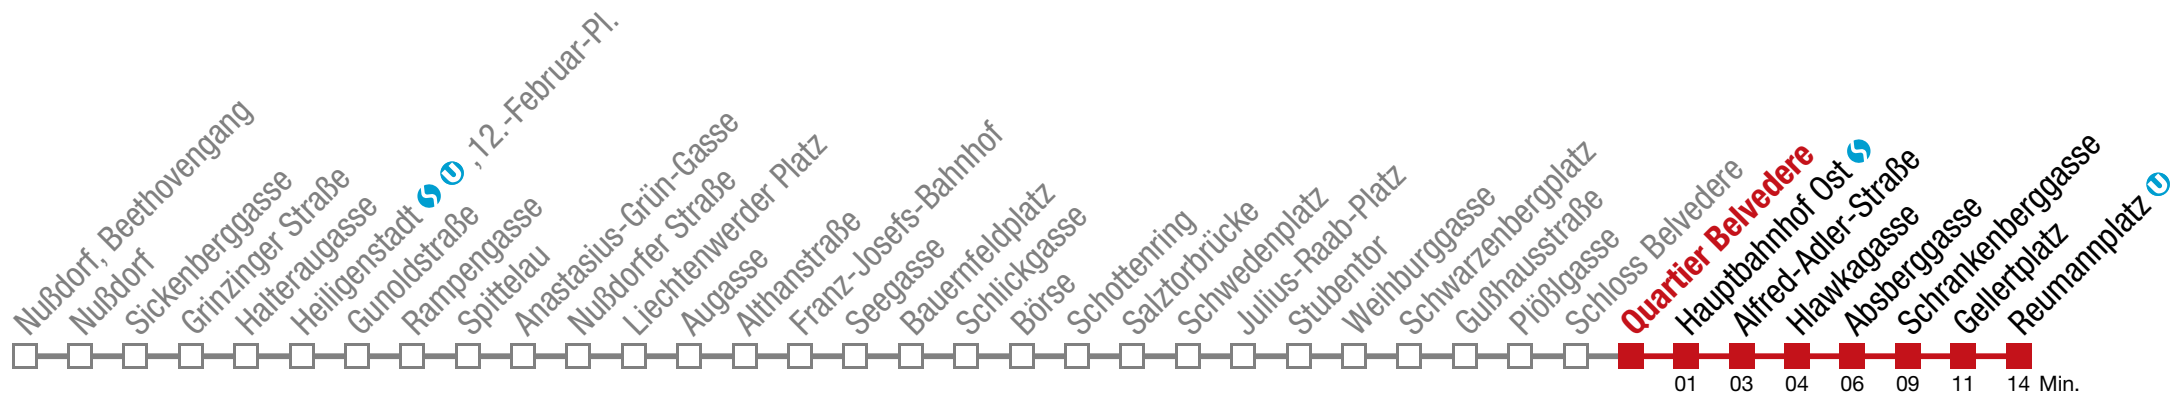 Nußdorf, Beethovengang
Nußdorf
Sickenberggasse
Grinzinger Straße
Halteraugasse
Heiligenstadt S U , 12.-Februar-Pl.
Gunoldstraße
Rampengasse
Spittelau
Anastasius-Grün-Gasse
Nußdorfer Straße
Liechtenwerder Platz
Augasse
Althanstraße
Franz-Josefs-Bahnhof
Seegasse
Bauernfeldplatz
Schlickgasse
Börse
Schottenring
Salztorbrücke
Schwedenplatz
Julius-Raab-Platz
Stubentor
Weihburggasse
Schwarzenbergplatz
Gußhausstraße
Plößlgasse
Schloss Belvedere
Quartier Belvedere
Hauptbahnhof Ost S
Alfred-Adler-Straße
Hlawkagasse
Absberggasse
Schrankenberggasse
Gellertplatz
Reumannplatz U
01 03 04 06 09 11 14 Min.